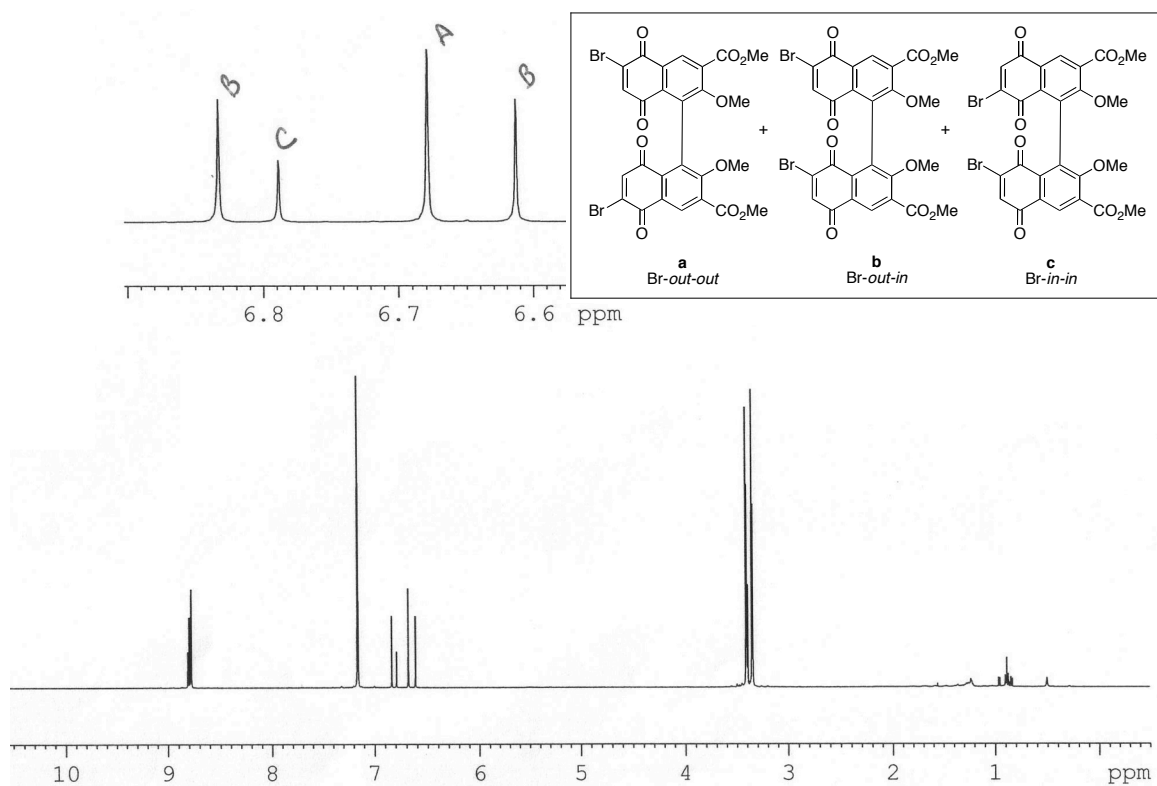 B
C
A
B
6.8 6.7 6.6 ppm
O
Br
CO2Me
OMe
O
O
OMe
Br
CO2Me
O
a
Br-out-out
+
O
Br
CO2Me
OMe
O
O
Br
OMe
CO2Me
O
b
Br-out-in
+
O
CO2Me
Br
OMe
O
O
Br
OMe
CO2Me
O
c
Br-in-in
10 9 8 7 6 5 4 3 2 1 ppm